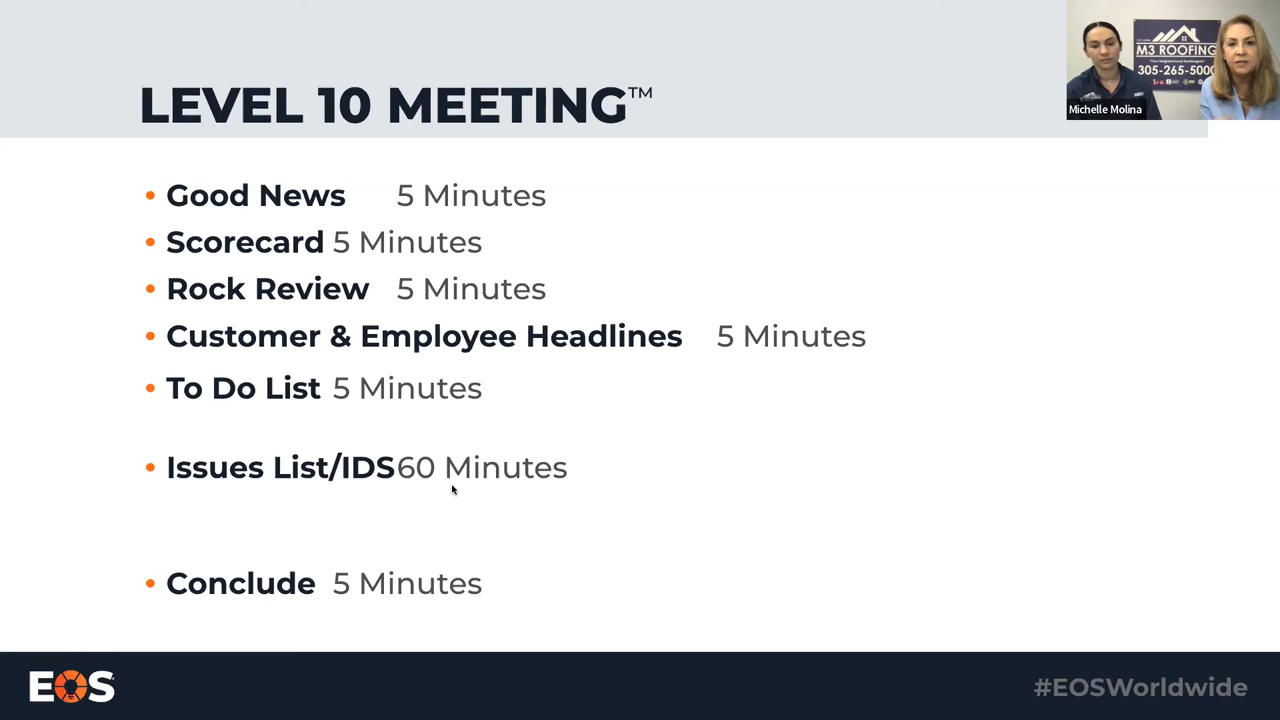 LEVEL 10 MEETING™
M3 ROOFING
305-265-5000
Michelle Molina
• Good News 5 Minutes
• Scorecard 5 Minutes
• Rock Review 5 Minutes
• Customer & Employee Headlines 5 Minutes
• To Do List 5 Minutes
• Issues List/IDS60 Minutes
• Conclude 5 Minutes
EOS
#EOSWorldwide